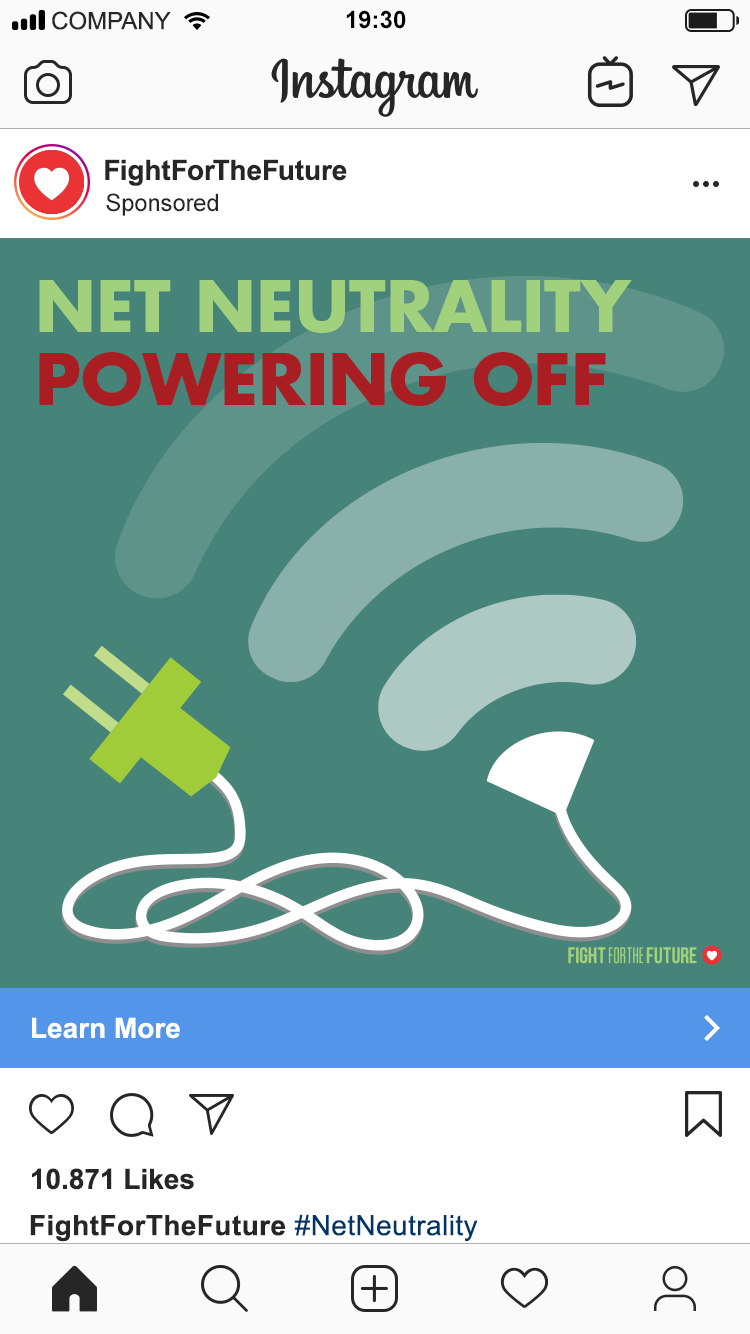 COMPANY 19:30
Instagram
FightForTheFuture
Sponsored
NET NEUTRALITY
POWERING OFF
FIGHT FOR THE FUTURE
Learn More
10.871 Likes
FightForTheFuture #NetNeutrality